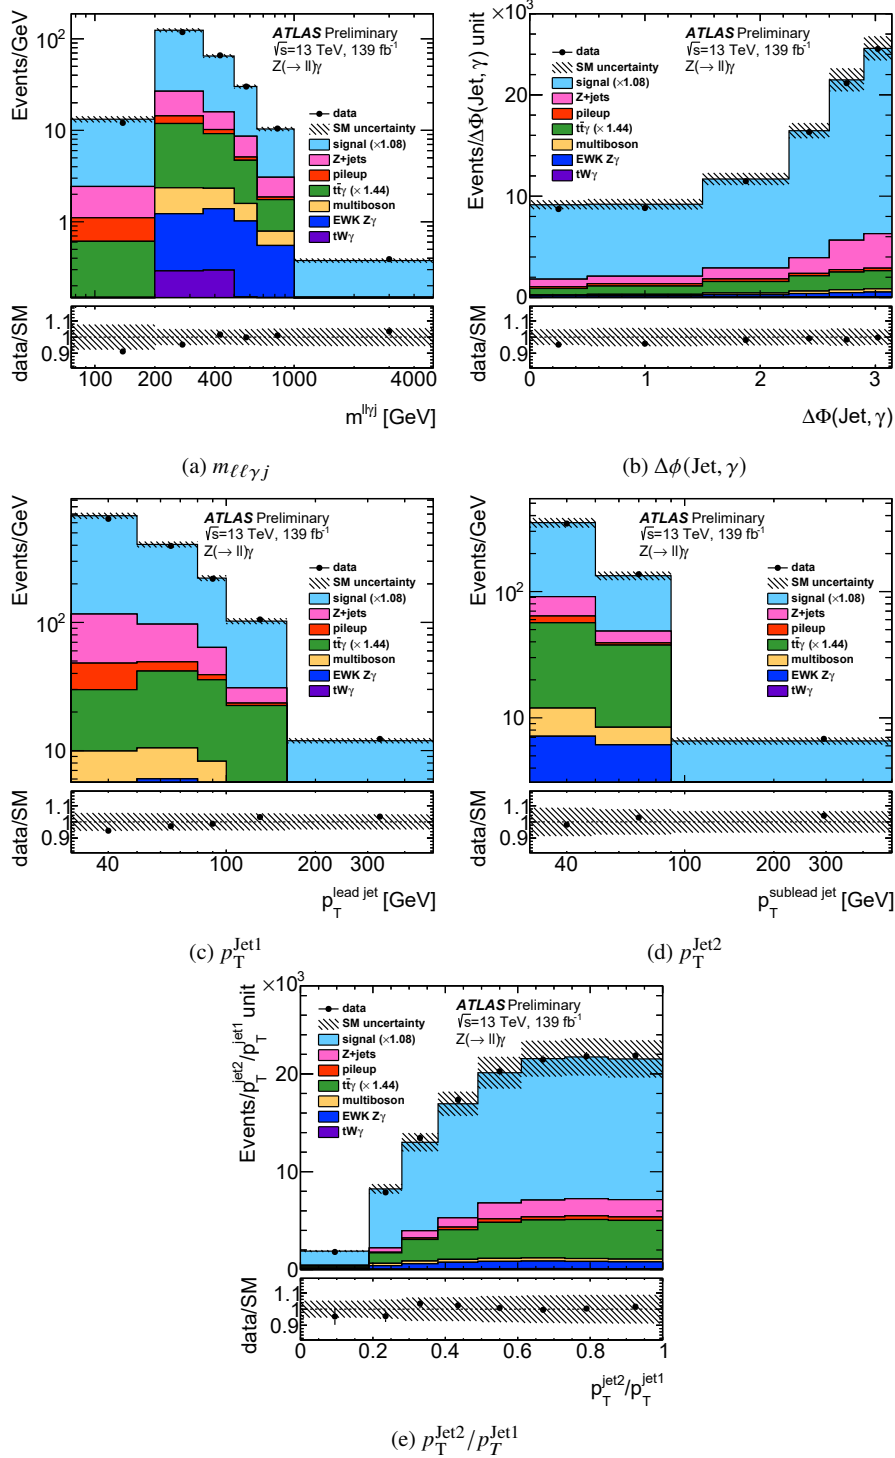 ×10³
ATLAS Preliminary
√s=13 TeV, 139 fb⁻¹
Z(→ ll)γ
data
SM uncertainty
signal (×1.08)
Z+jets
pileup
tt̄γ (× 1.44)
multiboson
EWK Zγ
tWγ
Events/GeV
10²
10
1
data/SM
1.1
1
0.9
100 200 400 1000 2000 4000
m^llγj [GeV]
(a) m_ℓℓγj
ATLAS Preliminary
√s=13 TeV, 139 fb⁻¹
Z(→ ll)γ
data
SM uncertainty
signal (×1.08)
Z+jets
pileup
tt̄γ (× 1.44)
multiboson
EWK Zγ
tWγ
Events/ΔΦ(Jet, γ) unit
20
10
0
data/SM
1.1
1
0.9
0 1 2 3
ΔΦ(Jet, γ)
(b) Δϕ(Jet, γ)
ATLAS Preliminary
√s=13 TeV, 139 fb⁻¹
Z(→ ll)γ
data
SM uncertainty
signal (×1.08)
Z+jets
pileup
tt̄γ (× 1.44)
multiboson
EWK Zγ
tWγ
Events/GeV
10²
10
data/SM
1.1
1
0.9
40 100 200 300
p_T^lead jet [GeV]
(c) p_T^Jet1
ATLAS Preliminary
√s=13 TeV, 139 fb⁻¹
Z(→ ll)γ
data
SM uncertainty
signal (×1.08)
Z+jets
pileup
tt̄γ (× 1.44)
multiboson
EWK Zγ
tWγ
Events/GeV
10²
10
data/SM
1.1
1
0.9
40 100 200 300
p_T^sublead jet [GeV]
(d) p_T^Jet2
×10³
ATLAS Preliminary
√s=13 TeV, 139 fb⁻¹
Z(→ ll)γ
data
SM uncertainty
signal (×1.08)
Z+jets
pileup
tt̄γ (× 1.44)
multiboson
EWK Zγ
tWγ
Events/p_T^jet2/p_T^jet1 unit
20
10
0
data/SM
1.1
1
0.9
0 0.2 0.4 0.6 0.8 1
p_T^jet2/p_T^jet1
(e) p_T^Jet2/p_T^Jet1